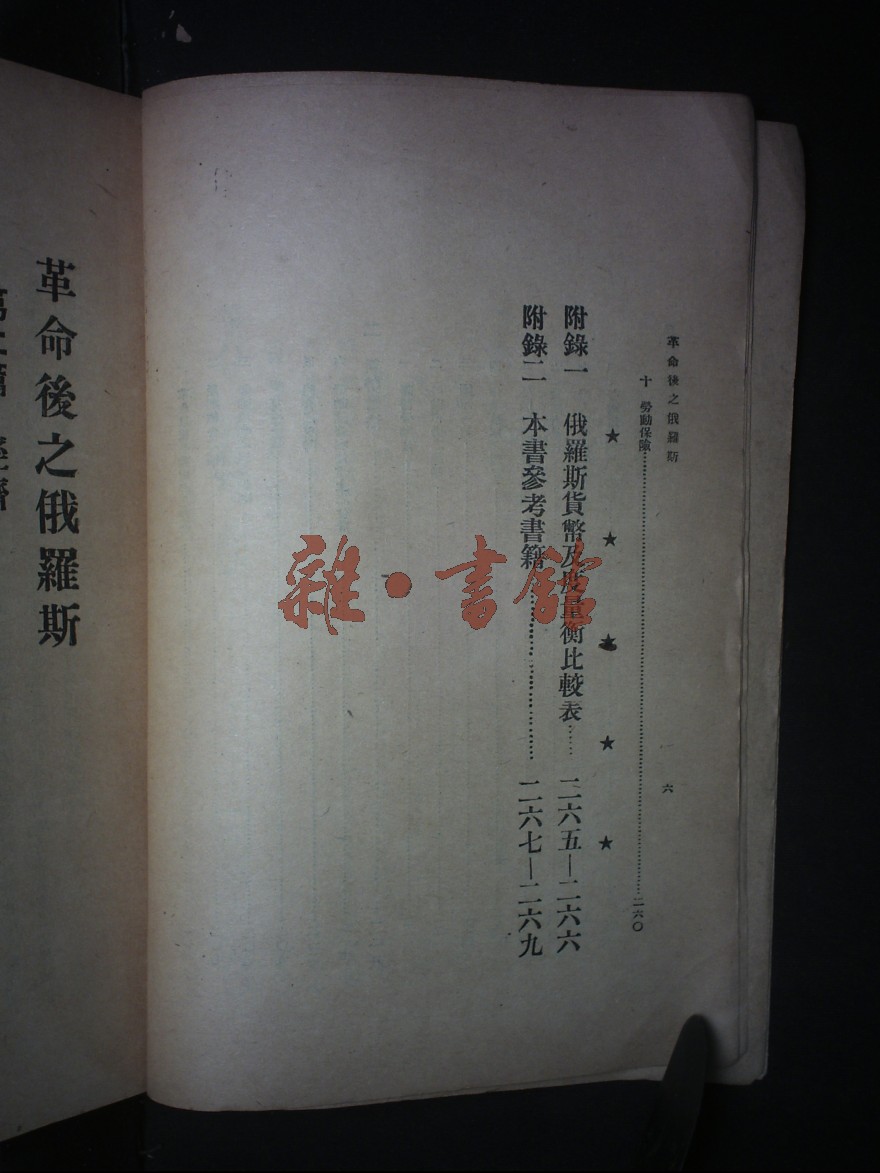 革命後之俄羅斯
六
十 勞動保險……二六〇
★ ★ ★ ★ ★
附錄一 俄羅斯貨幣及度量衡比較表……二六五—二六六
附錄二 本書參考書籍……二六七—二六九
革命後之俄羅斯
雜·書館